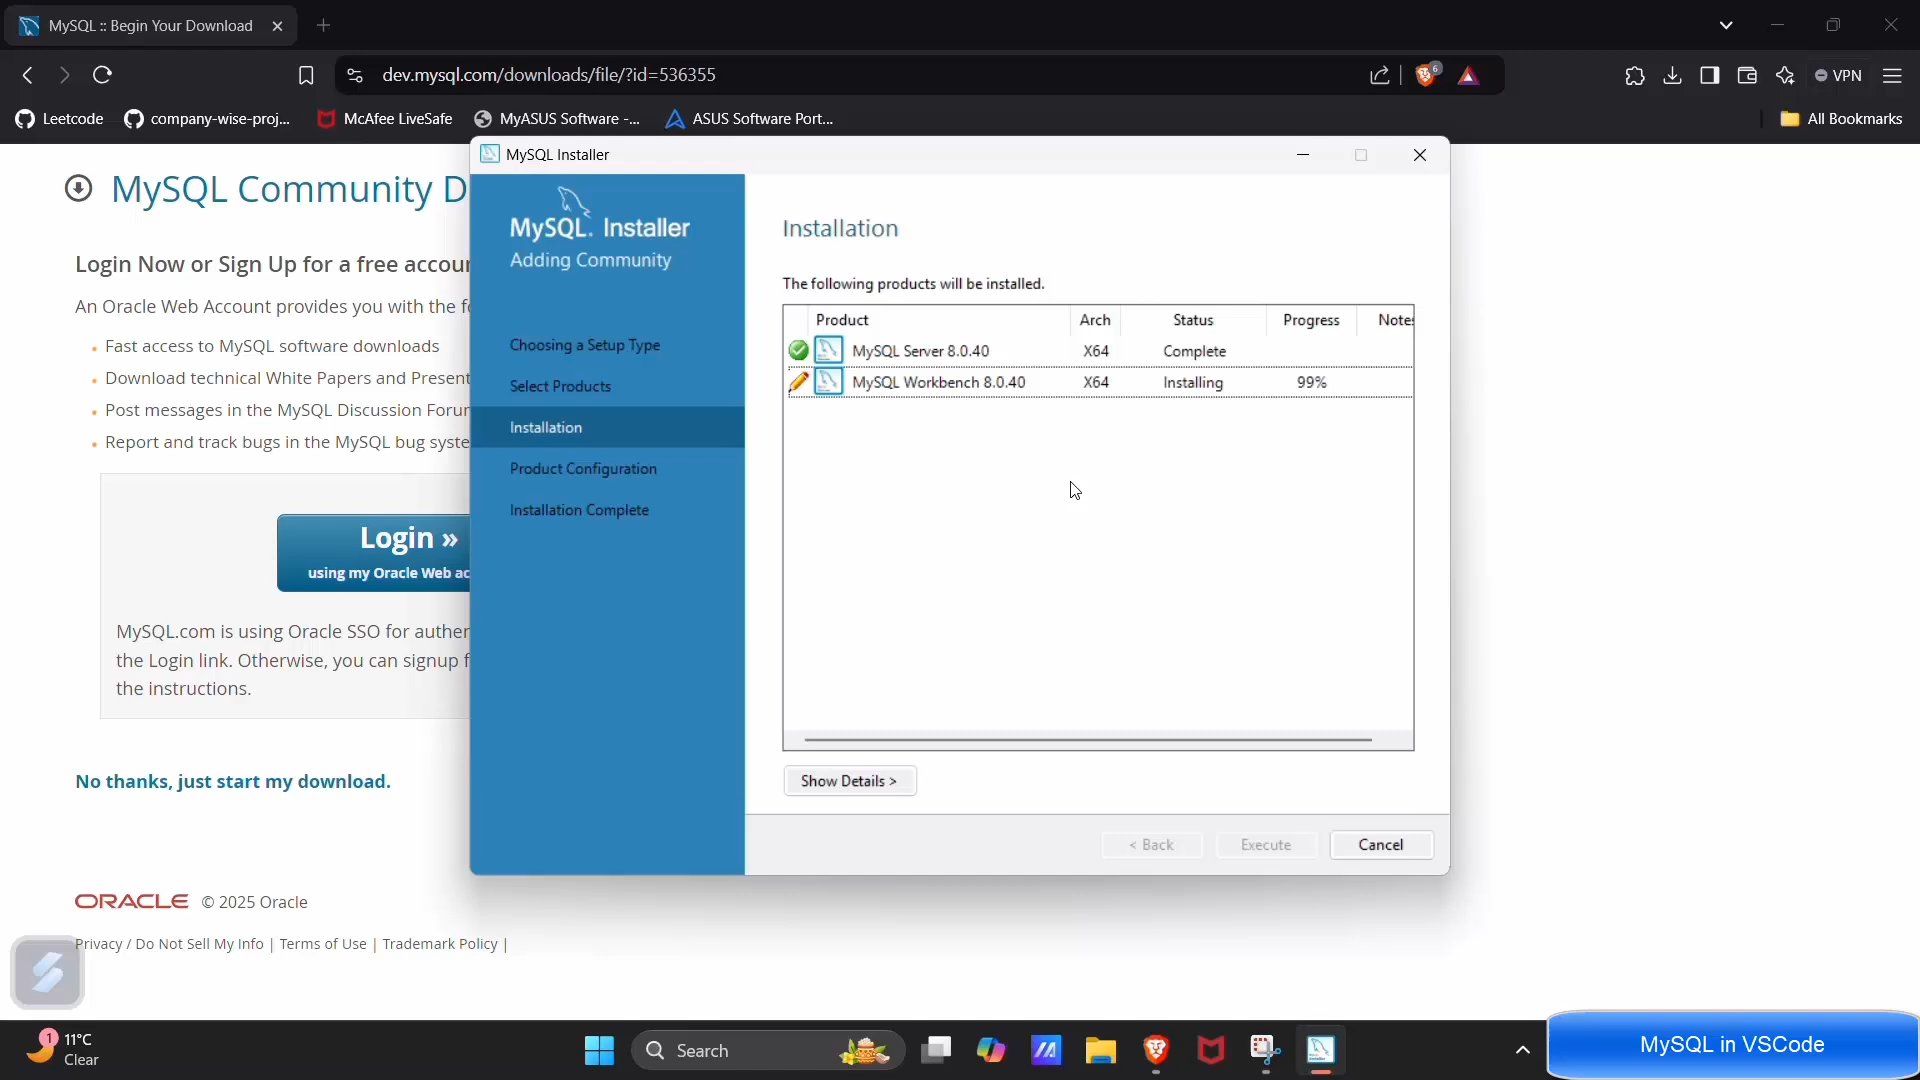 MySQL :: Begin Your Download
dev.mysql.com/downloads/file/?id=536355
6
VPN
Leetcode
company-wise-proj...
McAfee LiveSafe
MyASUS Software -...
ASUS Software Port...
All Bookmarks
MySQL Community D
Login Now or Sign Up for a free accou
An Oracle Web Account provides you with the f
Fast access to MySQL software downloads
Download technical White Papers and Present
Post messages in the MySQL Discussion Foru
Report and track bugs in the MySQL bug syste
Login »
using my Oracle Web ac
MySQL.com is using Oracle SSO for auther
the Login link. Otherwise, you can signup f
the instructions.
No thanks, just start my download.
ORACLE © 2025 Oracle
Privacy / Do Not Sell My Info | Terms of Use | Trademark Policy |
MySQL Installer
MySQL. Installer
Adding Community
Choosing a Setup Type
Select Products
Installation
Product Configuration
Installation Complete
Installation
The following products will be installed.
Product Arch Status Progress Notes
MySQL Server 8.0.40 X64 Complete
MySQL Workbench 8.0.40 X64 Installing 99%
Show Details >
< Back Execute Cancel
1
11°C
Clear
Search
MySQL in VSCode